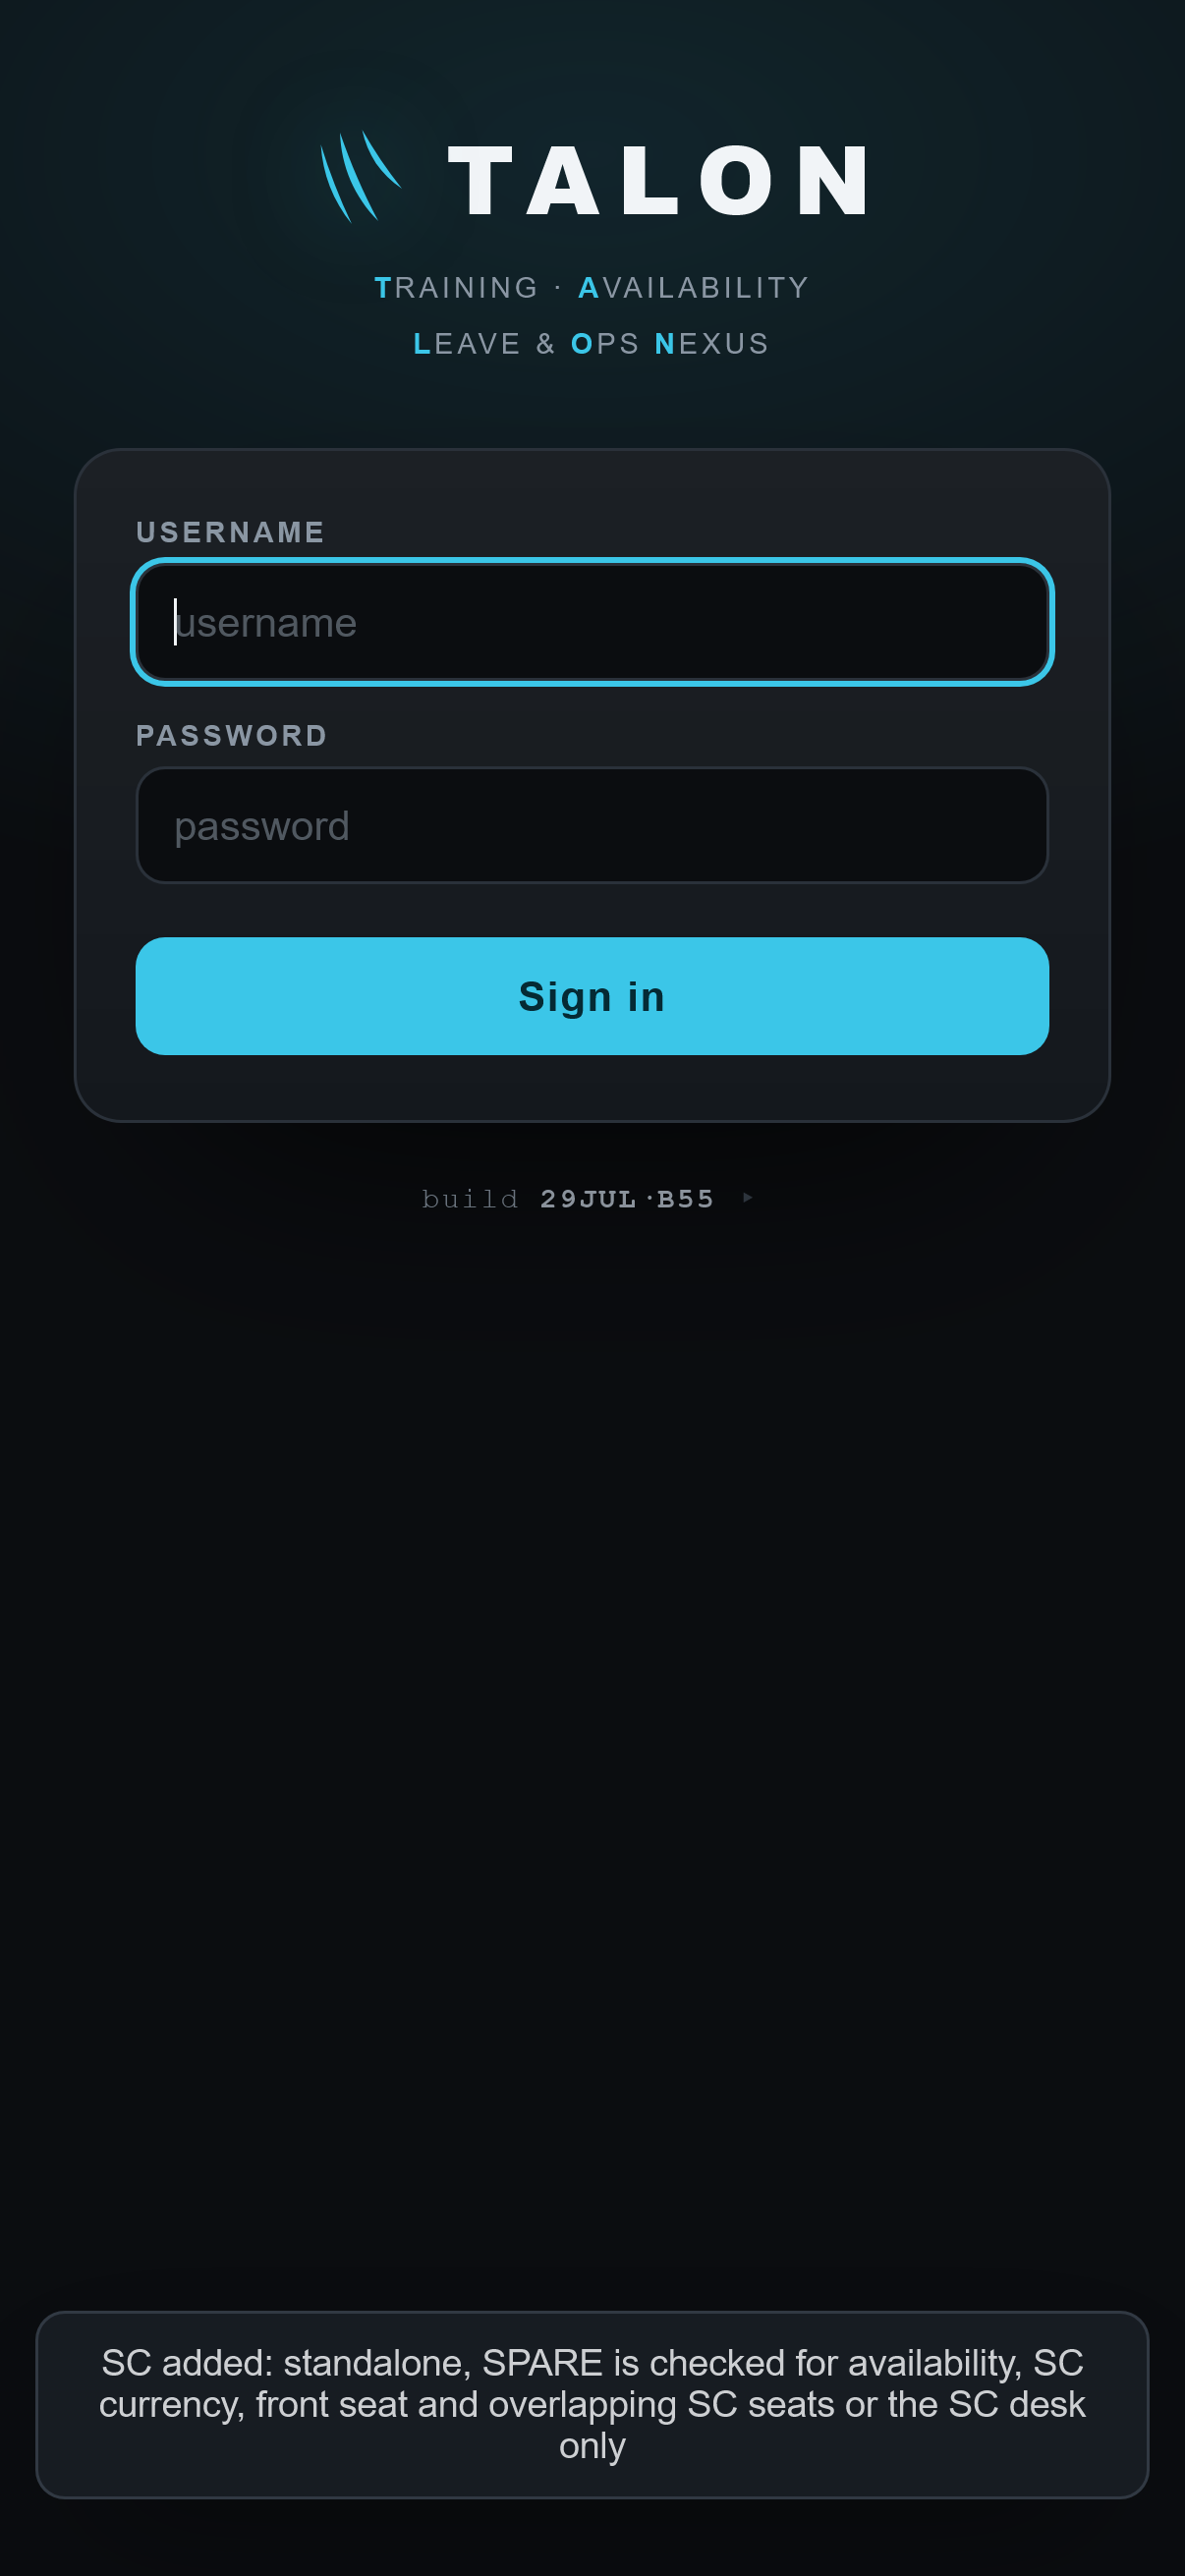 TALON
TRAINING · AVAILABILITY
LEAVE & OPS NEXUS
USERNAME
username
PASSWORD
password
Sign in
build 29JUL·B55 ▸
SC added: standalone, SPARE is checked for availability, SC
currency, front seat and overlapping SC seats or the SC desk
only